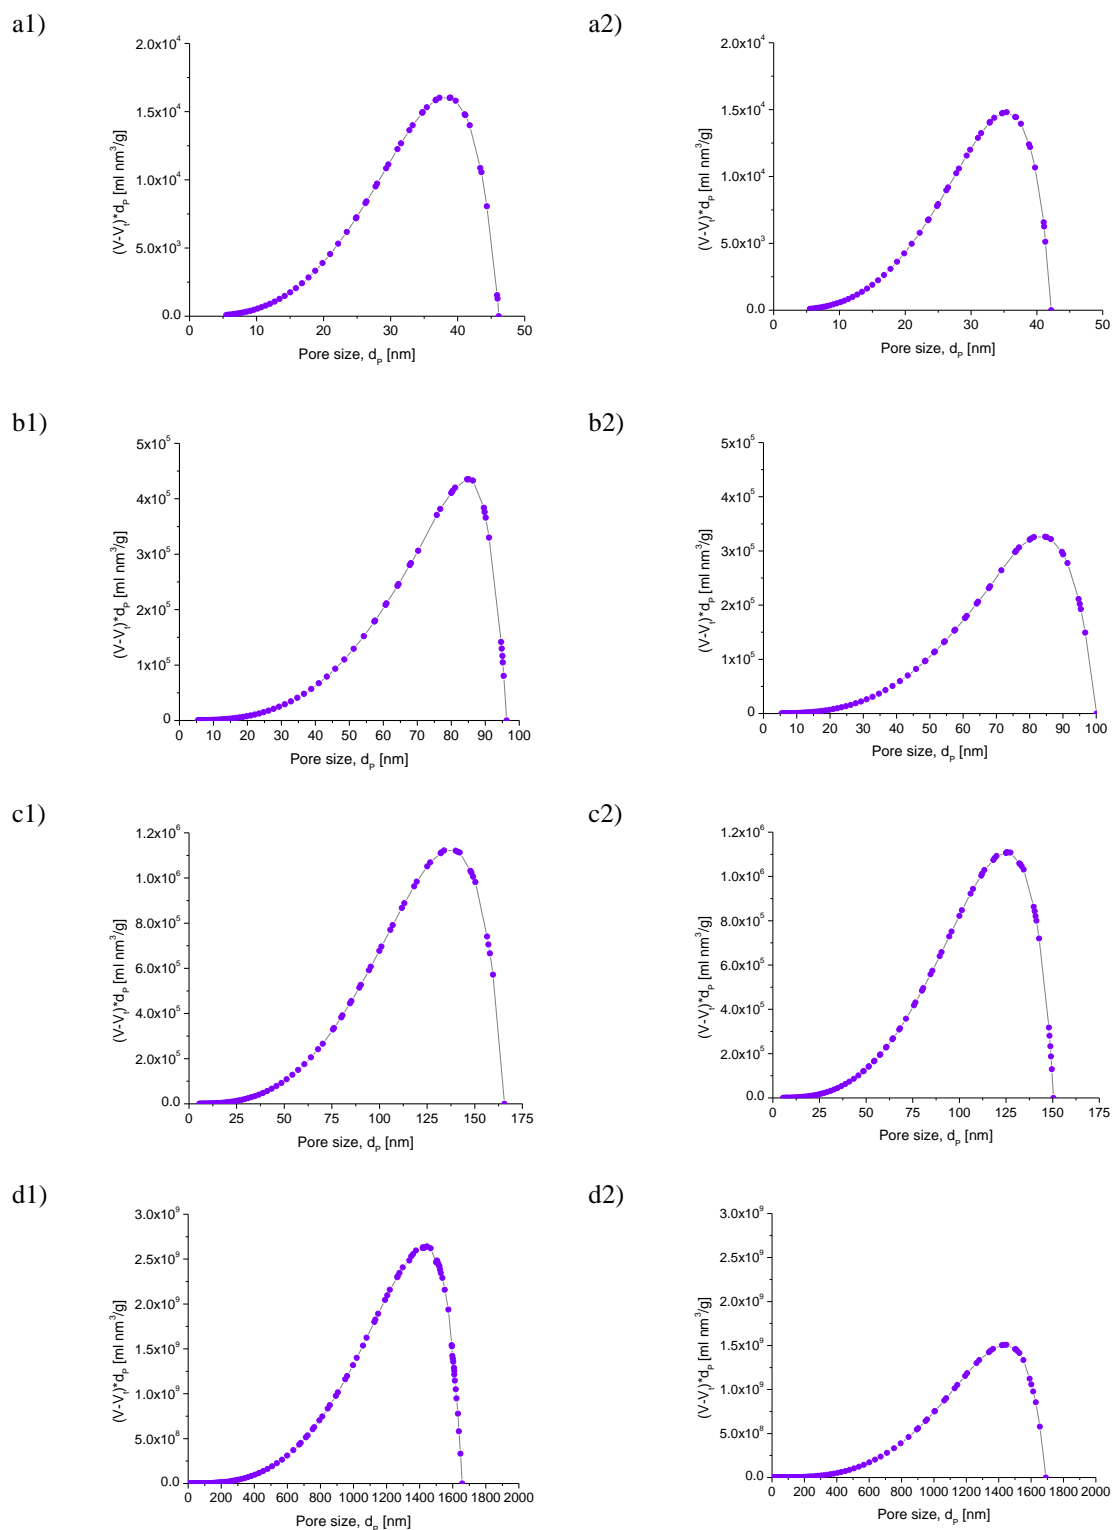 a1)
2.0x10⁴
1.5x10⁴
1.0x10⁴
5.0x10³
0.0
(V-Vₜ)*dₚ [ml nm³/g]
0 10 20 30 40 50
Pore size, dₚ [nm]
a2)
2.0x10⁴
1.5x10⁴
1.0x10⁴
5.0x10³
0.0
(V-Vₜ)*dₚ [ml nm³/g]
0 10 20 30 40 50
Pore size, dₚ [nm]
b1)
5x10⁵
4x10⁵
3x10⁵
2x10⁵
1x10⁵
0
(V-Vₜ)*dₚ [ml nm³/g]
0 10 20 30 40 50 60 70 80 90 100
Pore size, dₚ [nm]
b2)
5x10⁵
4x10⁵
3x10⁵
2x10⁵
1x10⁵
0
(V-Vₜ)*dₚ [ml nm³/g]
0 10 20 30 40 50 60 70 80 90 100
Pore size, dₚ [nm]
c1)
1.2x10⁶
1.0x10⁶
8.0x10⁵
6.0x10⁵
4.0x10⁵
2.0x10⁵
0.0
(V-Vₜ)*dₚ [ml nm³/g]
0 25 50 75 100 125 150 175
Pore size, dₚ [nm]
c2)
1.2x10⁶
1.0x10⁶
8.0x10⁵
6.0x10⁵
4.0x10⁵
2.0x10⁵
0.0
(V-Vₜ)*dₚ [ml nm³/g]
0 25 50 75 100 125 150 175
Pore size, dₚ [nm]
d1)
3.0x10⁹
2.5x10⁹
2.0x10⁹
1.5x10⁹
1.0x10⁹
5.0x10⁸
0.0
(V-Vₜ)*dₚ [ml nm³/g]
0 200 400 600 800 1000 1200 1400 1600 1800 2000
Pore size, dₚ [nm]
d2)
3.0x10⁹
2.5x10⁹
2.0x10⁹
1.5x10⁹
1.0x10⁹
5.0x10⁸
0.0
(V-Vₜ)*dₚ [ml nm³/g]
0 200 400 600 800 1000 1200 1400 1600 1800 2000
Pore size, dₚ [nm]